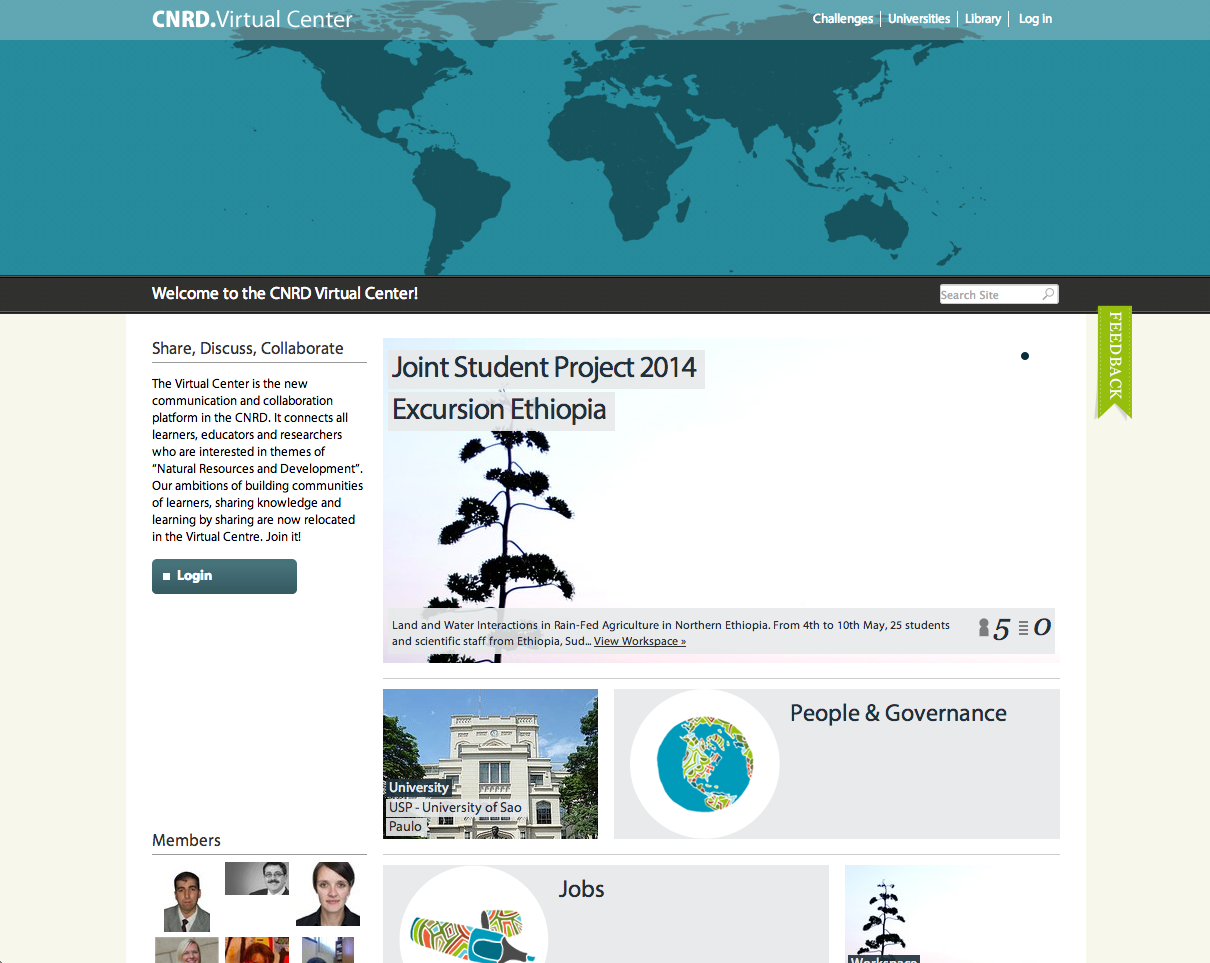 CNRD.Virtual Center
Challenges
Universities
Library
Log in
Welcome to the CNRD Virtual Center!
Search Site
FEEDBACK
Share, Discuss, Collaborate
The Virtual Center is the new
communication and collaboration
platform in the CNRD. It connects all
learners, educators and researchers
who are interested in themes of
“Natural Resources and Development”.
Our ambitions of building communities
of learners, sharing knowledge and
learning by sharing are now relocated
in the Virtual Centre. Join it!
Login
Joint Student Project 2014
Excursion Ethiopia
Land and Water Interactions in Rain-Fed Agriculture in Northern Ethiopia. From 4th to 10th May, 25 students
and scientific staff from Ethiopia, Sud... View Workspace »
5
0
University
USP - University of Sao
Paulo
People & Governance
Members
Jobs
Workspace